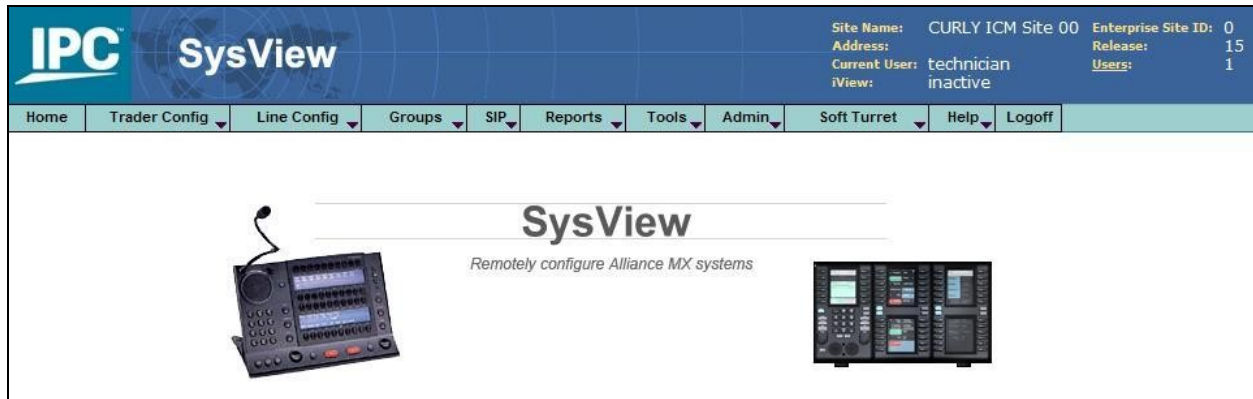 IPC
SysView
Site Name: CURLY ICM Site 00 Enterprise Site ID: 0
Address: Release: 15
Current User: technician Users: 1
iView: inactive
Home Trader Config Line Config Groups SIP Reports Tools Admin Soft Turret Help Logoff
SysView
Remotely configure Alliance MX systems